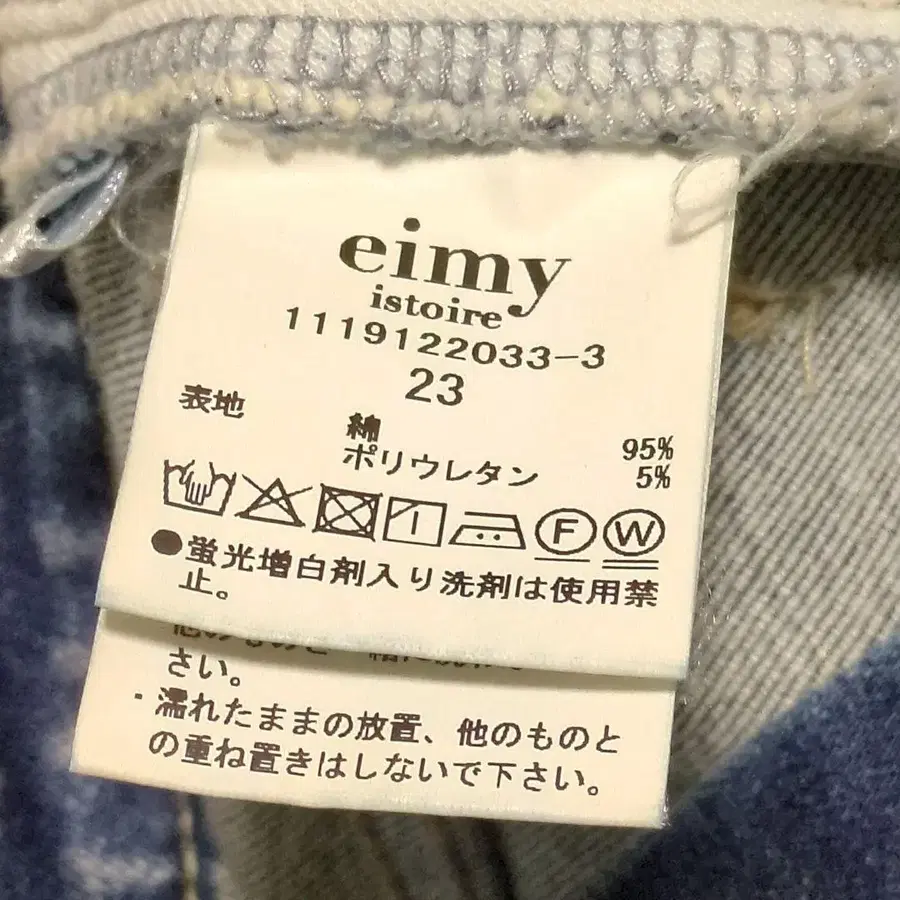 eimy
istoire
1119122033-3
23
表地
綿 95%
ポリウレタン 5%
F W
●蛍光増白剤入り洗剤は使用禁
止。
さい。
・濡れたままの放置、他のものと
の重ね置きはしないで下さい。